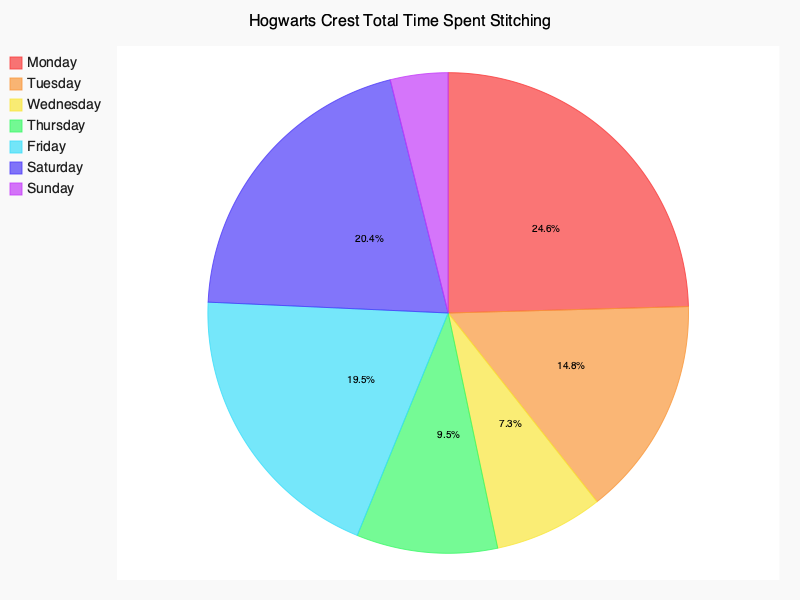 Hogwarts Crest Total Time Spent Stitching
Monday
Tuesday
Wednesday
Thursday
Friday
Saturday
Sunday
24.6%
14.8%
7.3%
9.5%
19.5%
20.4%